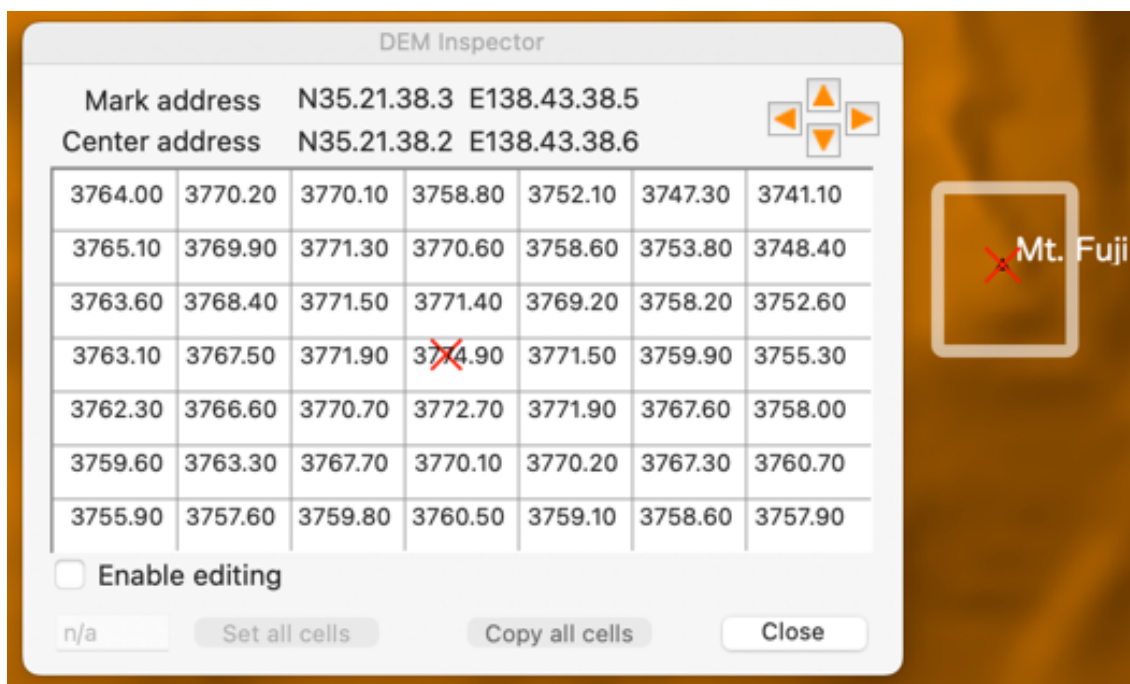 DEM Inspector
Mark address N35.21.38.3 E138.43.38.5
Center address N35.21.38.2 E138.43.38.6
3764.00 3770.20 3770.10 3758.80 3752.10 3747.30 3741.10
3765.10 3769.90 3771.30 3770.60 3758.60 3753.80 3748.40
3763.60 3768.40 3771.50 3771.40 3769.20 3758.20 3752.60
3763.10 3767.50 3771.90 3774.90 3771.50 3759.90 3755.30
3762.30 3766.60 3770.70 3772.70 3771.90 3767.60 3758.00
3759.60 3763.30 3767.70 3770.10 3770.20 3767.30 3760.70
3755.90 3757.60 3759.80 3760.50 3759.10 3758.60 3757.90
Enable editing
n/a Set all cells Copy all cells Close
Mt. Fuji